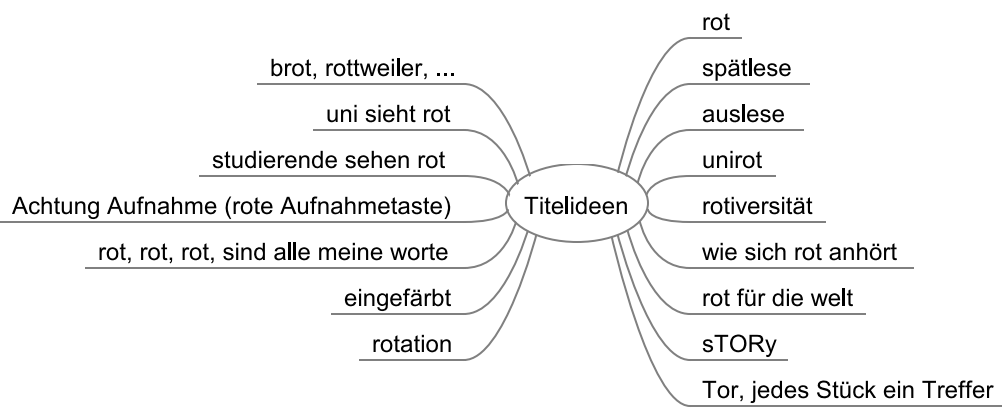 rot
brot, rottweiler, ...
spätlese
uni sieht rot
auslese
studierende sehen rot
unirot
Achtung Aufnahme (rote Aufnahmetaste)
Titelideen
rotiversität
rot, rot, rot, sind alle meine worte
wie sich rot anhört
eingefärbt
rot für die welt
rotation
sTORy
Tor, jedes Stück ein Treffer